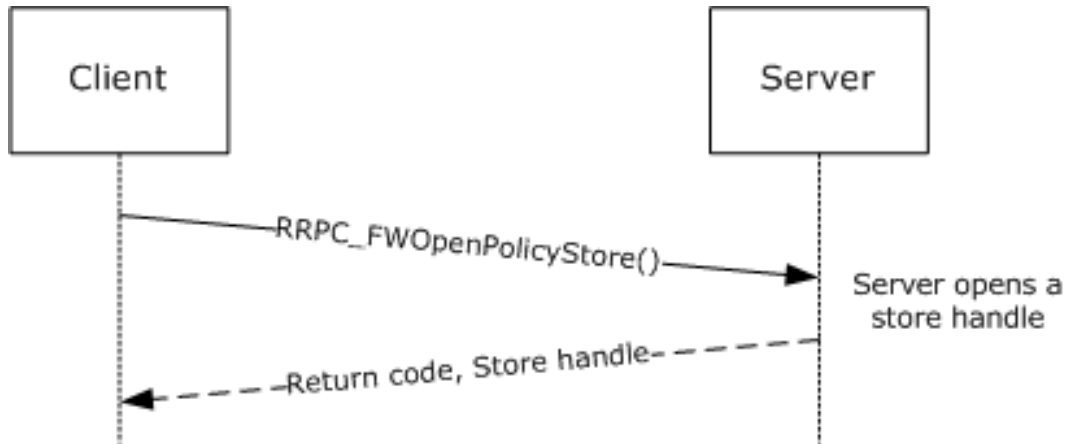 Client
Server
RRPC_FWOpenPolicyStore()
Server opens a
store handle
Return code, Store handle